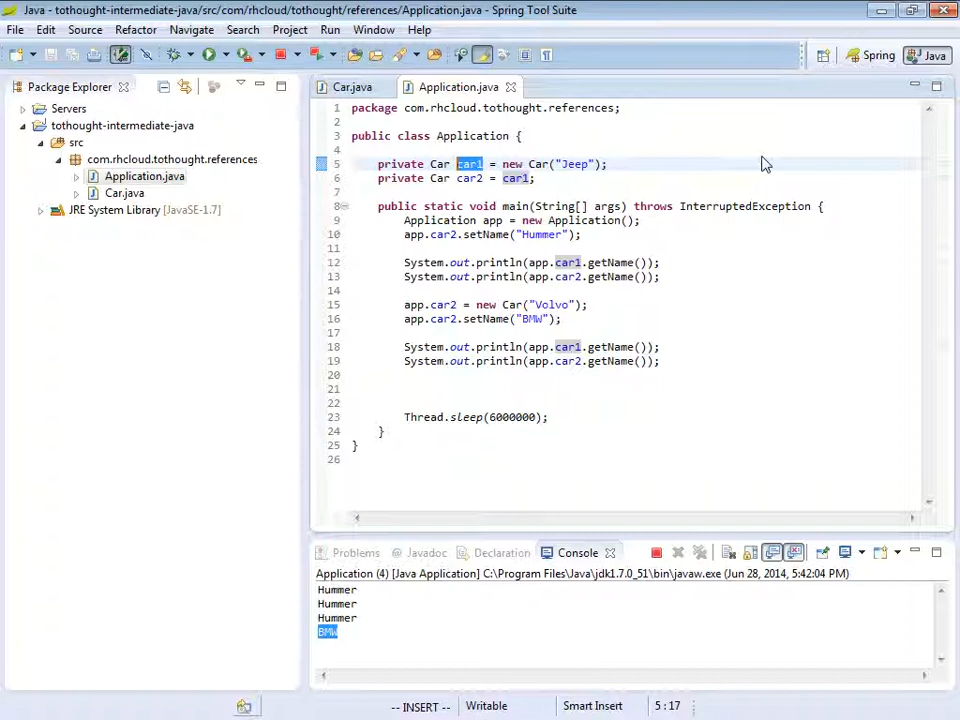 Java - tothought-intermediate-java/src/com/rhcloud/tothought/references/Application.java - Spring Tool Suite
File Edit Source Refactor Navigate Search Project Run Window Help
Spring Java
Package Explorer
Servers
tothought-intermediate-java
src
com.rhcloud.tothought.references
Application.java
Car.java
JRE System Library [JavaSE-1.7]
Car.java Application.java
1 package com.rhcloud.tothought.references;
2
3 public class Application {
4
5 private Car car1 = new Car("Jeep");
6 private Car car2 = car1;
7
8 public static void main(String[] args) throws InterruptedException {
9 Application app = new Application();
10 app.car2.setName("Hummer");
11
12 System.out.println(app.car1.getName());
13 System.out.println(app.car2.getName());
14
15 app.car2 = new Car("Volvo");
16 app.car2.setName("BMW");
17
18 System.out.println(app.car1.getName());
19 System.out.println(app.car2.getName());
20
21
22
23 Thread.sleep(6000000);
24 }
25 }
26
Problems Javadoc Declaration Console
Application (4) [Java Application] C:\Program Files\Java\jdk1.7.0_51\bin\javaw.exe (Jun 28, 2014, 5:42:04 PM)
Hummer
Hummer
Hummer
BMW
-- INSERT -- Writable Smart Insert 5 : 17